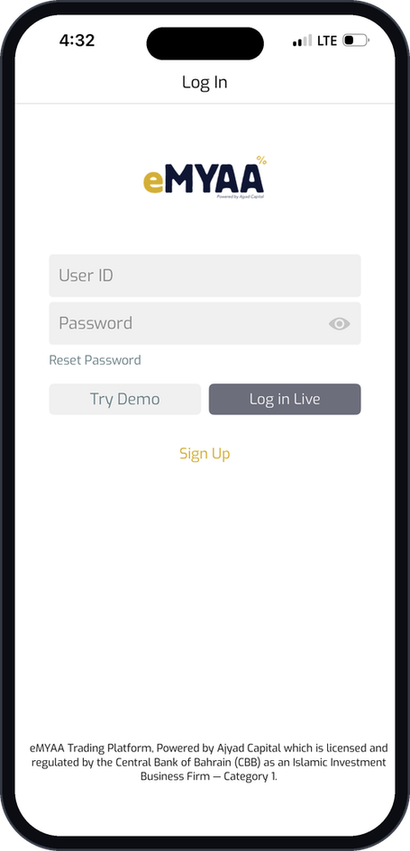 4:32
LTE
Log In
%
eMYAA
Powered by Ajyad Capital
User ID
Password
Reset Password
Try Demo
Log in Live
Sign Up
eMYAA Trading Platform, Powered by Ajyad Capital which is licensed and
regulated by the Central Bank of Bahrain (CBB) as an Islamic Investment
Business Firm — Category 1.